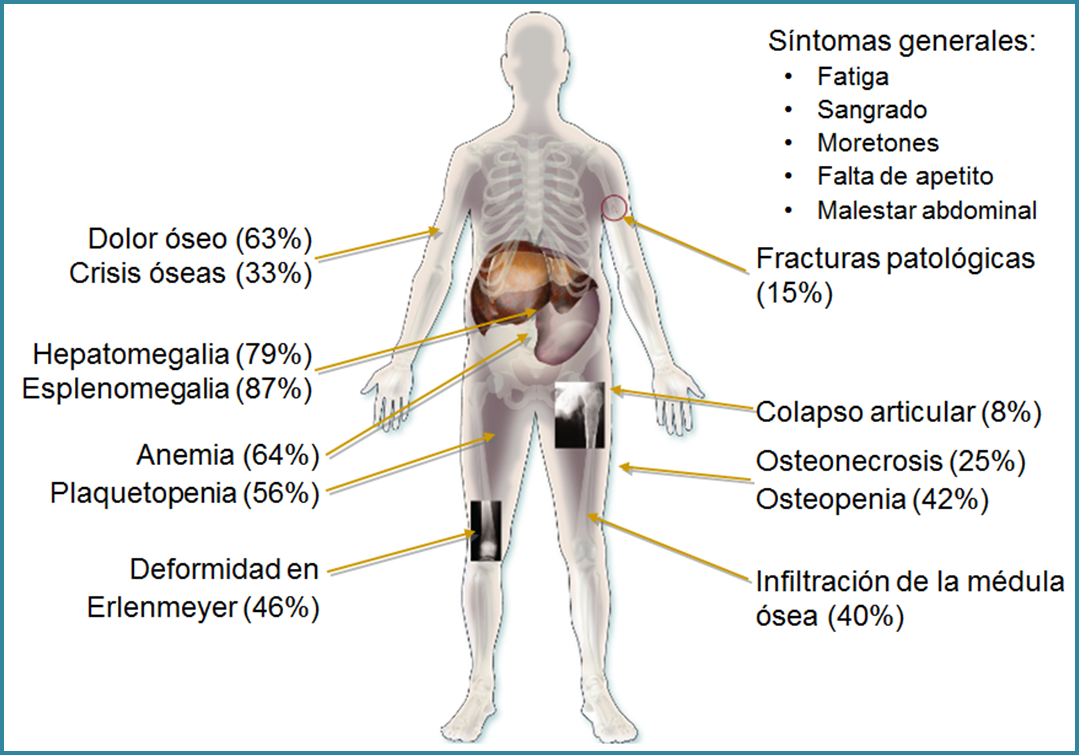 Síntomas generales:
• Fatiga
• Sangrado
• Moretones
• Falta de apetito
• Malestar abdominal
Dolor óseo (63%)
Crisis óseas (33%)
Hepatomegalia (79%)
Esplenomegalia (87%)
Anemia (64%)
Plaquetopenia (56%)
Deformidad en
Erlenmeyer (46%)
Fracturas patológicas
(15%)
Colapso articular (8%)
Osteonecrosis (25%)
Osteopenia (42%)
Infiltración de la médula
ósea (40%)